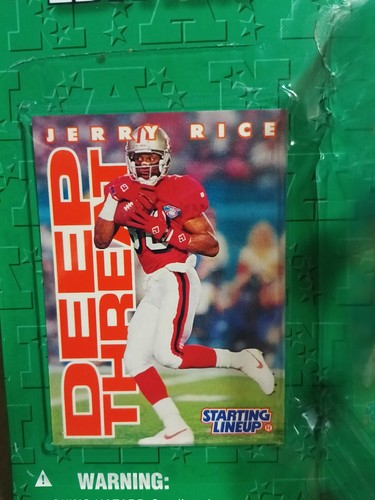 JERRY RICE
DEEP
THREAT
STARTING
LINEUP
WARNING: